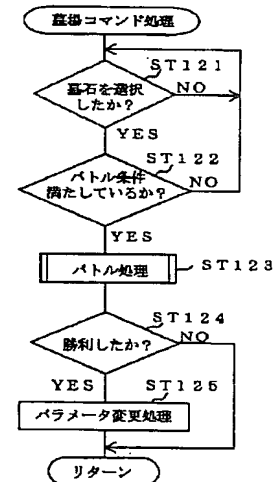 墓場コマンド処理
ST121
墓石を選択
したか?
NO
YES
ST122
バトル条件
満たしているか?
NO
YES
バトル処理
ST123
ST124
勝利したか?
NO
YES
ST125
パラメータ変更処理
リターン